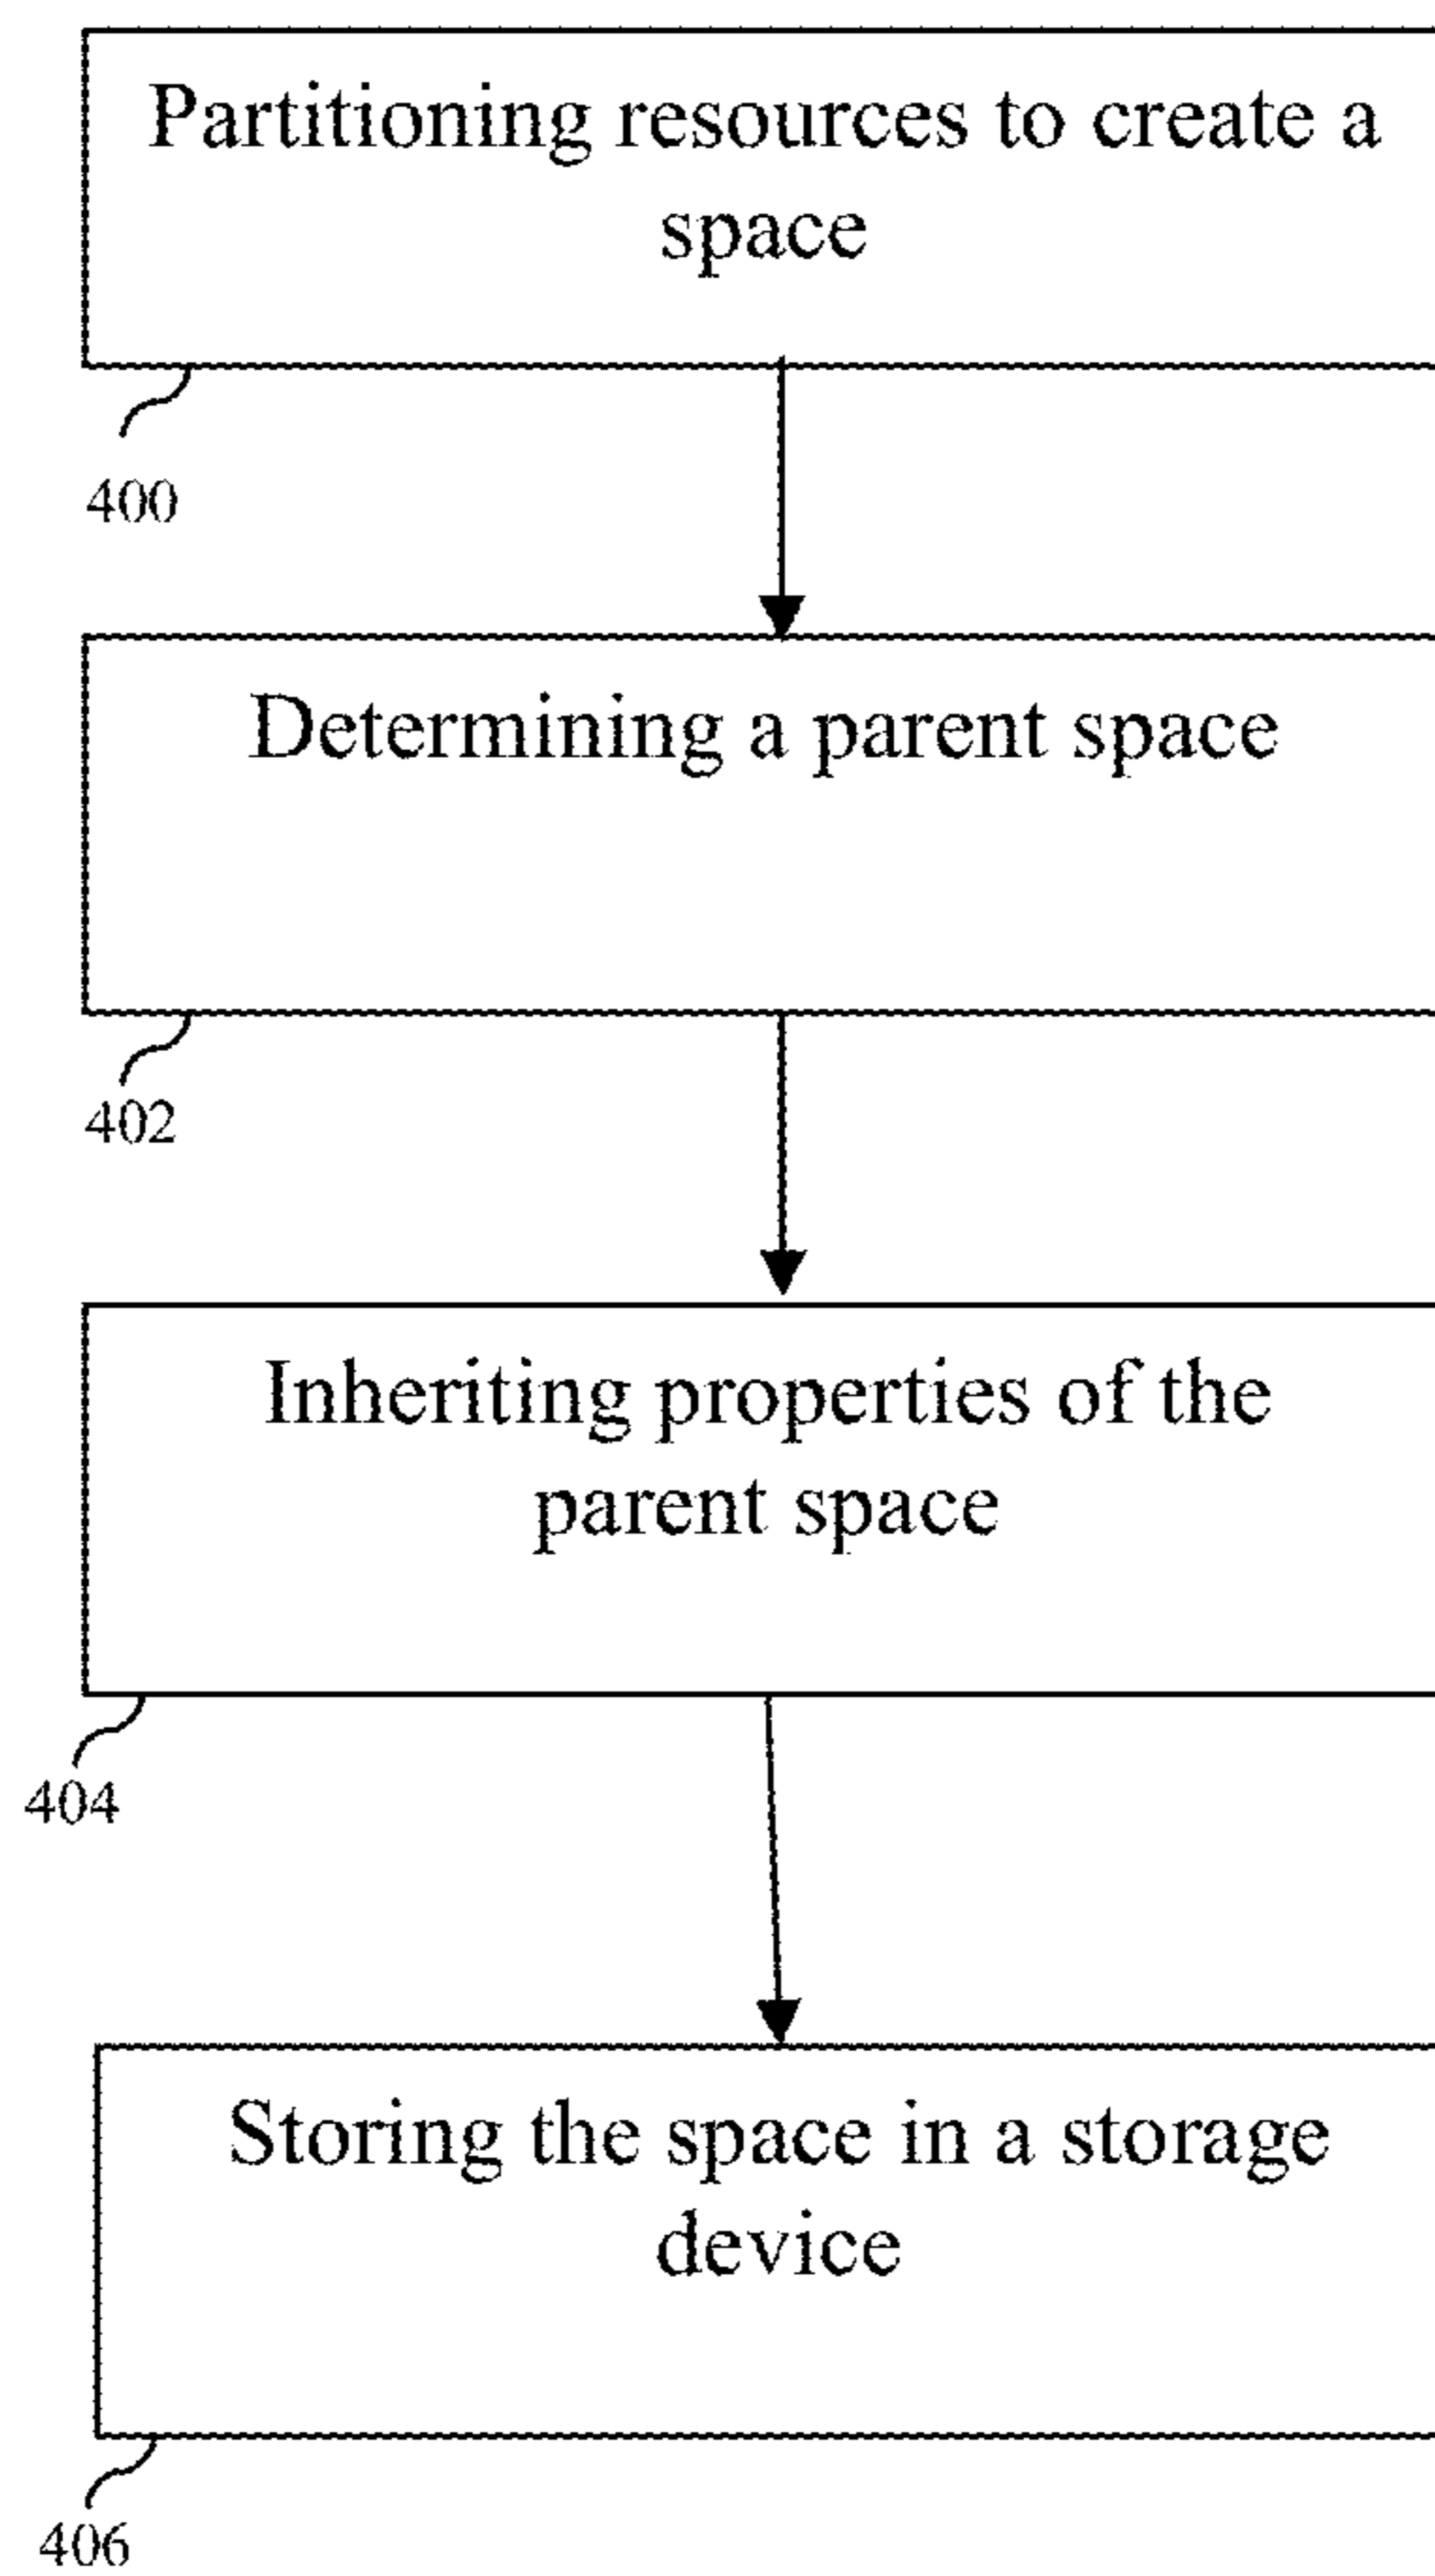 Partitioning resources to create a
space
400
Determining a parent space
402
Inheriting properties of the
parent space
404
Storing the space in a storage
device
406